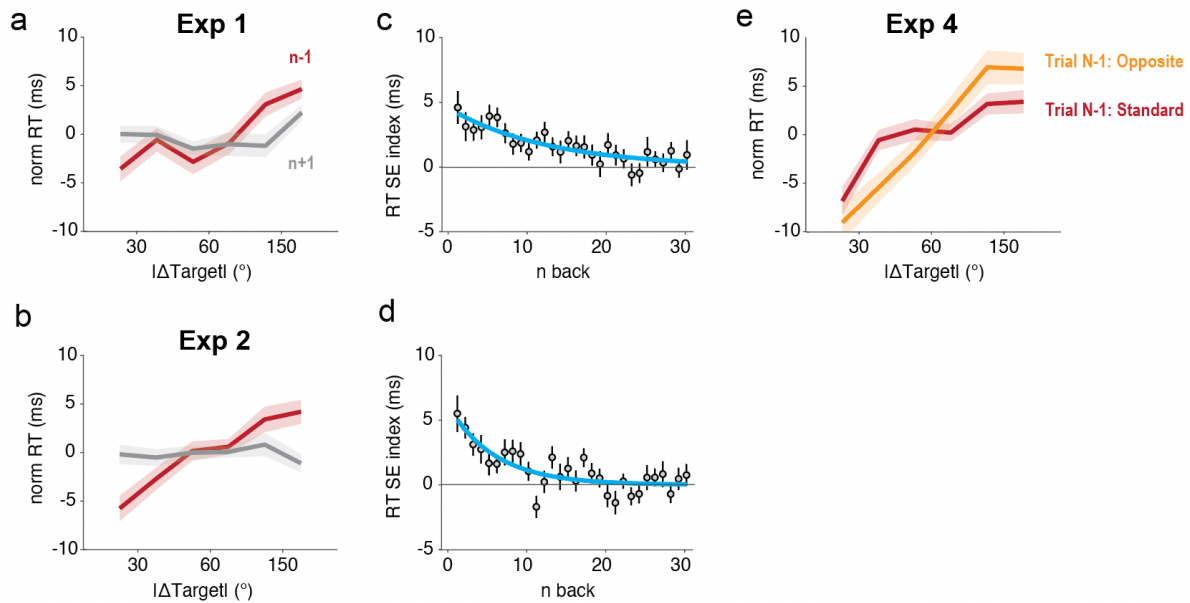 a
Exp 1
norm RT (ms)
10
5
0
-5
-10
n-1
n+1
30
60
150
|ΔTarget| (°)
c
RT SE index (ms)
10
5
0
-5
0
10
20
30
n back
e
Exp 4
norm RT (ms)
10
5
0
-5
-10
Trial N-1: Opposite
Trial N-1: Standard
30
60
150
|ΔTarget| (°)
b
Exp 2
norm RT (ms)
10
5
0
-5
-10
30
60
150
|ΔTarget| (°)
d
RT SE index (ms)
10
5
0
-5
0
10
20
30
n back